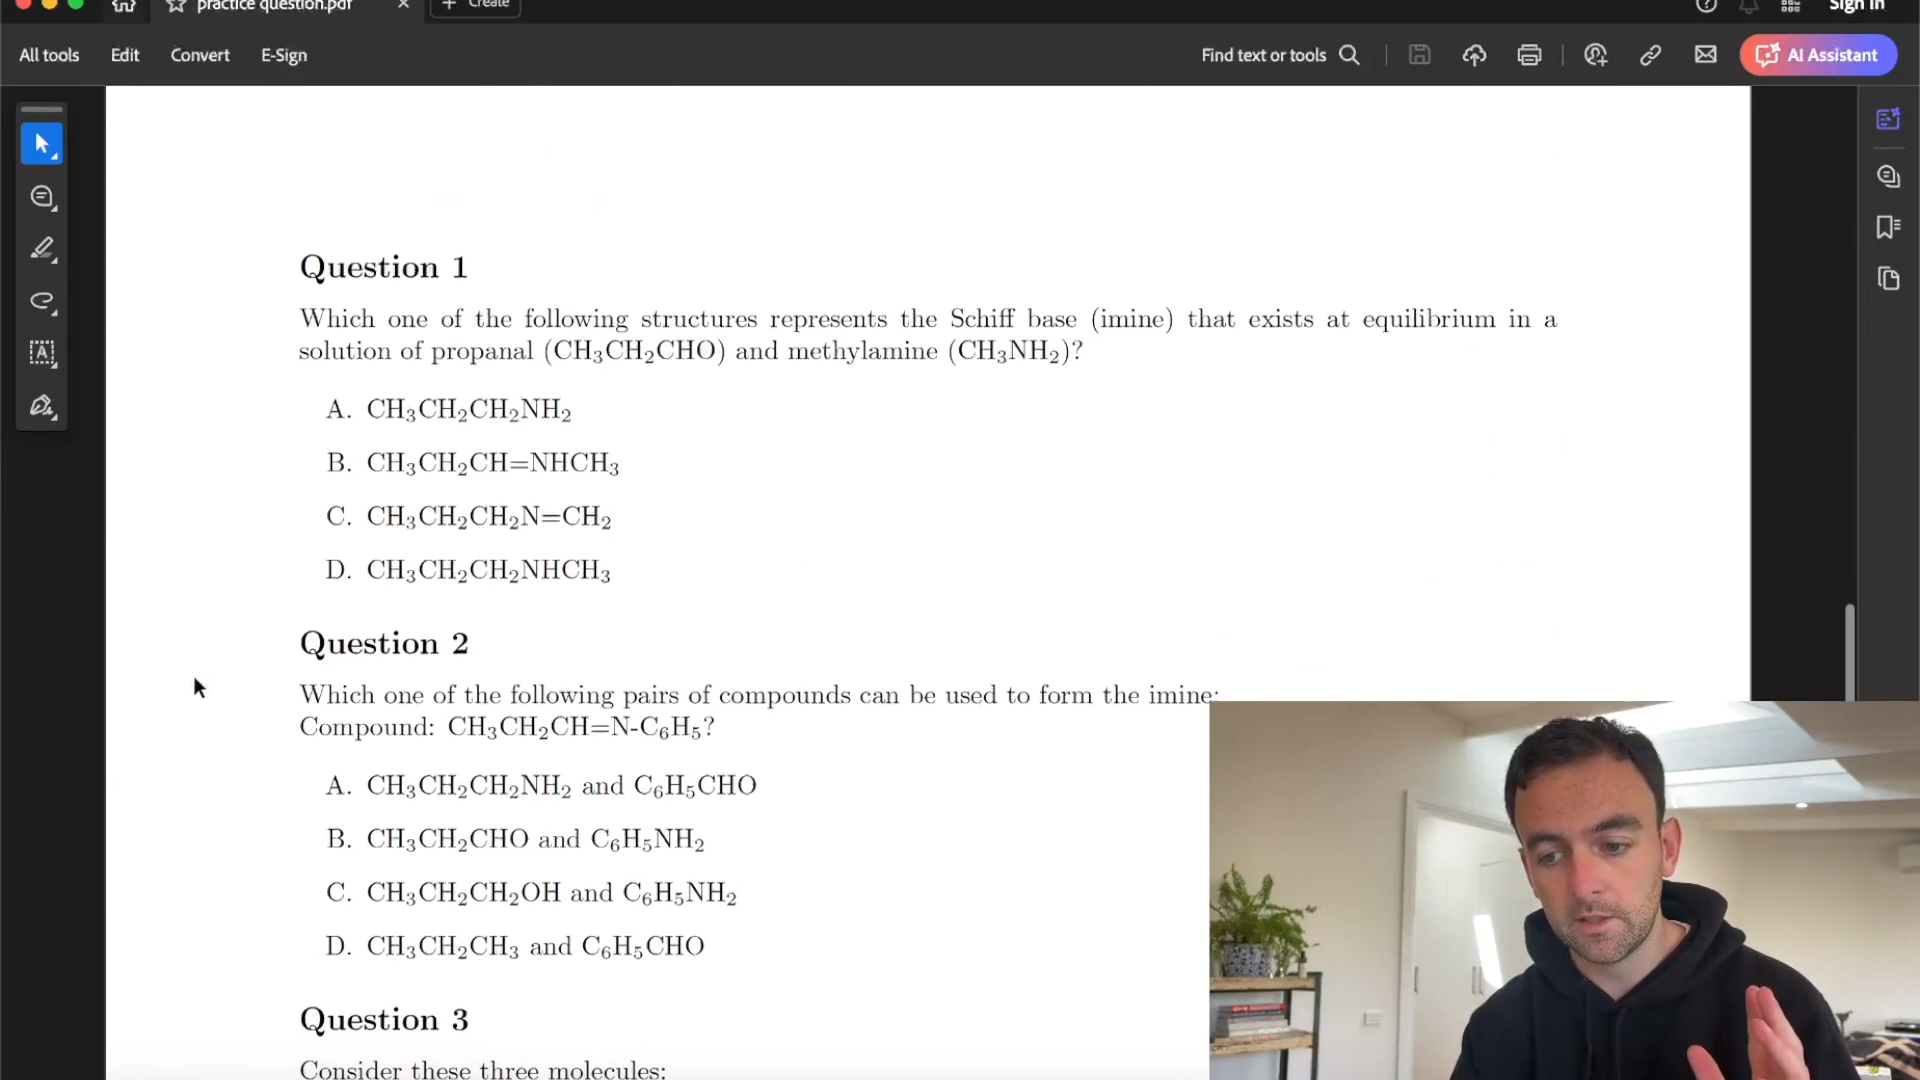 practice question.pdf
Create
Sign in
All tools Edit Convert E-Sign
Find text or tools
AI Assistant
Question 1
Which one of the following structures represents the Schiff base (imine) that exists at equilibrium in a
solution of propanal (CH₃CH₂CHO) and methylamine (CH₃NH₂)?
A. CH₃CH₂CH₂NH₂
B. CH₃CH₂CH=NHCH₃
C. CH₃CH₂CH₂N=CH₂
D. CH₃CH₂CH₂NHCH₃
Question 2
Which one of the following pairs of compounds can be used to form the imine:
Compound: CH₃CH₂CH=N-C₆H₅?
A. CH₃CH₂CH₂NH₂ and C₆H₅CHO
B. CH₃CH₂CHO and C₆H₅NH₂
C. CH₃CH₂CH₂OH and C₆H₅NH₂
D. CH₃CH₂CH₃ and C₆H₅CHO
Question 3
Consider these three molecules: